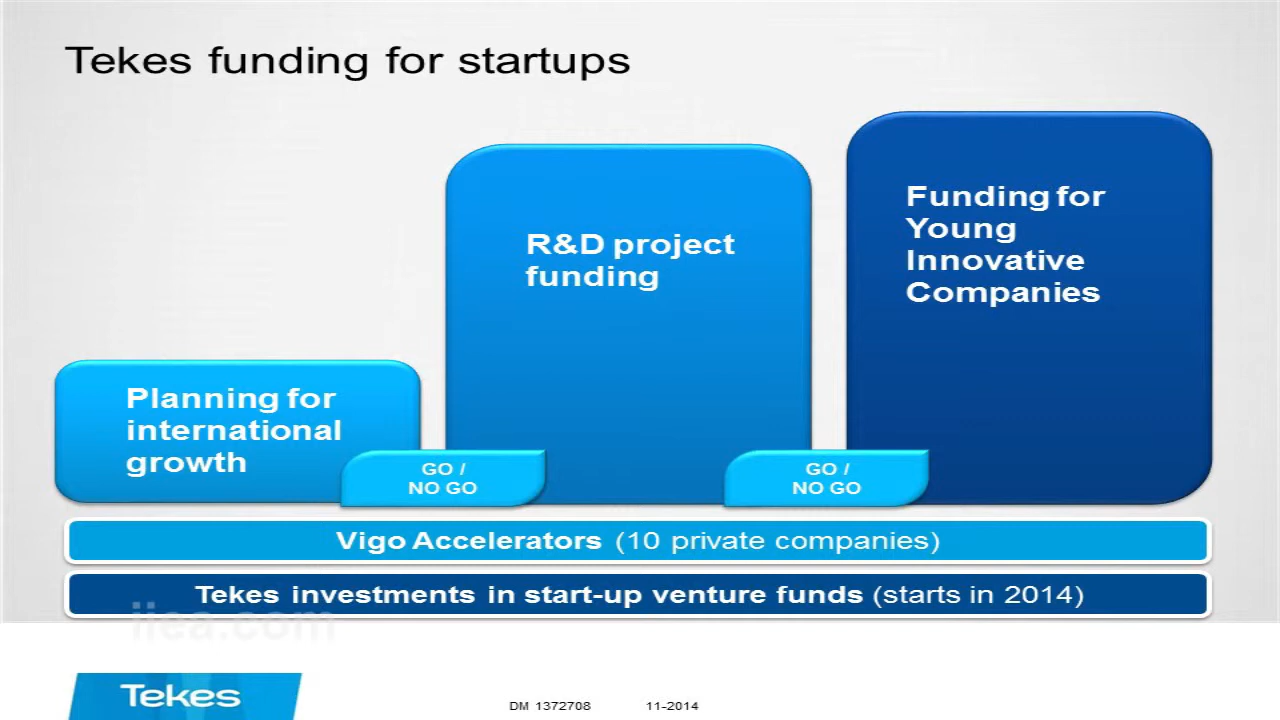 Tekes funding for startups
Planning for
international
growth
GO /
NO GO
R&D project
funding
GO /
NO GO
Funding for
Young
Innovative
Companies
Vigo Accelerators (10 private companies)
Tekes investments in start-up venture funds (starts in 2014)
iiea.com
Tekes
DM 1372708 11-2014